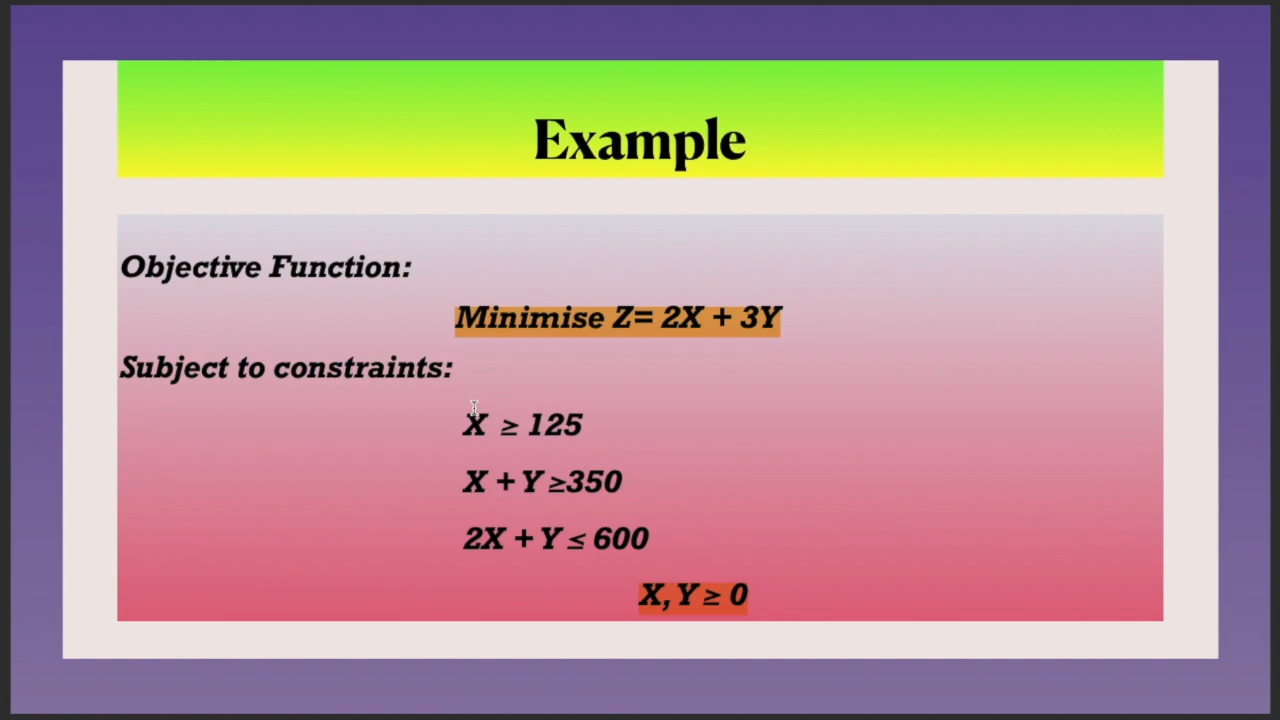 Example
Objective Function:
Minimise Z= 2X + 3Y
Subject to constraints:
X ≥ 125
X + Y ≥350
2X + Y ≤ 600
X, Y ≥ 0